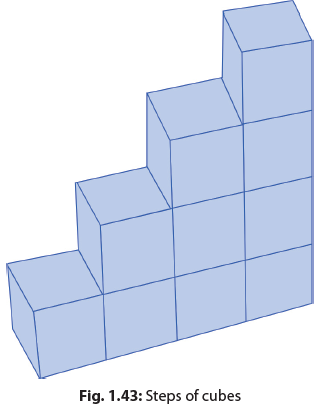 Fig. 1.43: Steps of cubes